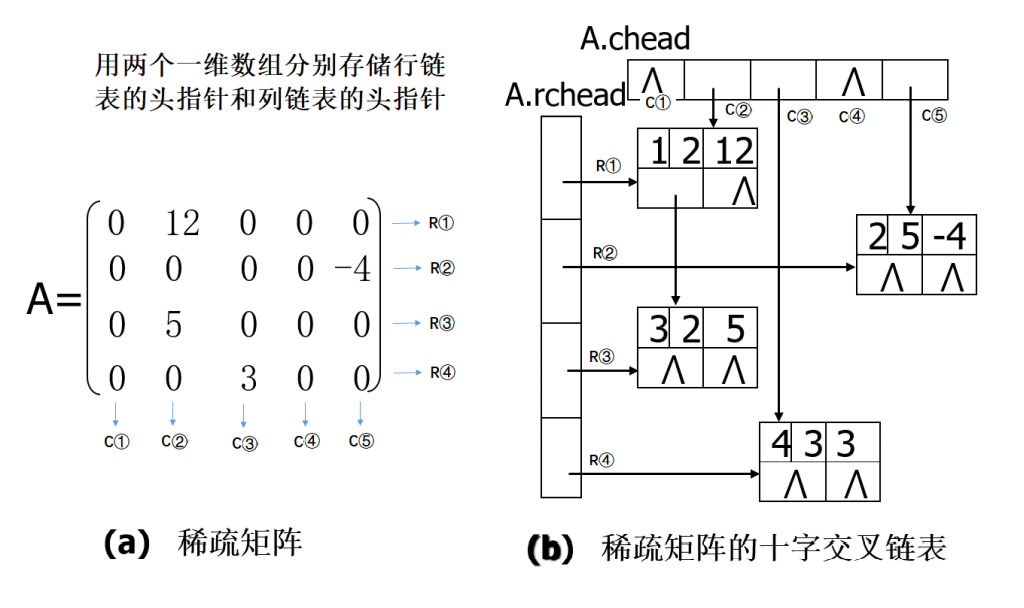 用两个一维数组分别存储行链
表的头指针和列链表的头指针
A=
0 12 0 0 0 R①
0 0 0 0 -4 R②
0 5 0 0 0 R③
0 0 3 0 0 R④
C① C② C③ C④ C⑤
(a) 稀疏矩阵
A.chead
∧ ∧
A.rchead
C① C② C③ C④ C⑤
R① 1 2 12
∧
R② 2 5 -4
∧ ∧
R③ 3 2 5
∧ ∧
R④ 4 3 3
∧ ∧
(b) 稀疏矩阵的十字交叉链表